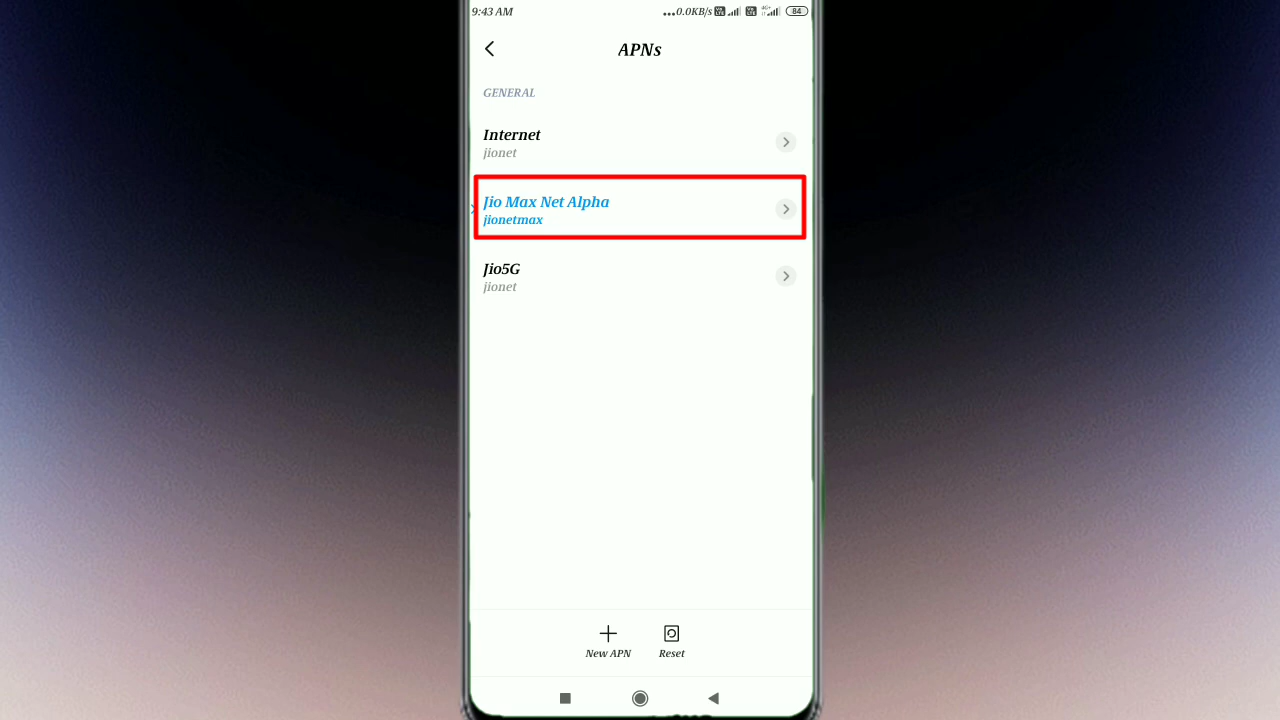 9:43 AM ...0.0KB/s 4G+ 84
APNs
GENERAL
Internet
jionet
Jio Max Net Alpha
jionetmax
Jio5G
jionet
New APN Reset